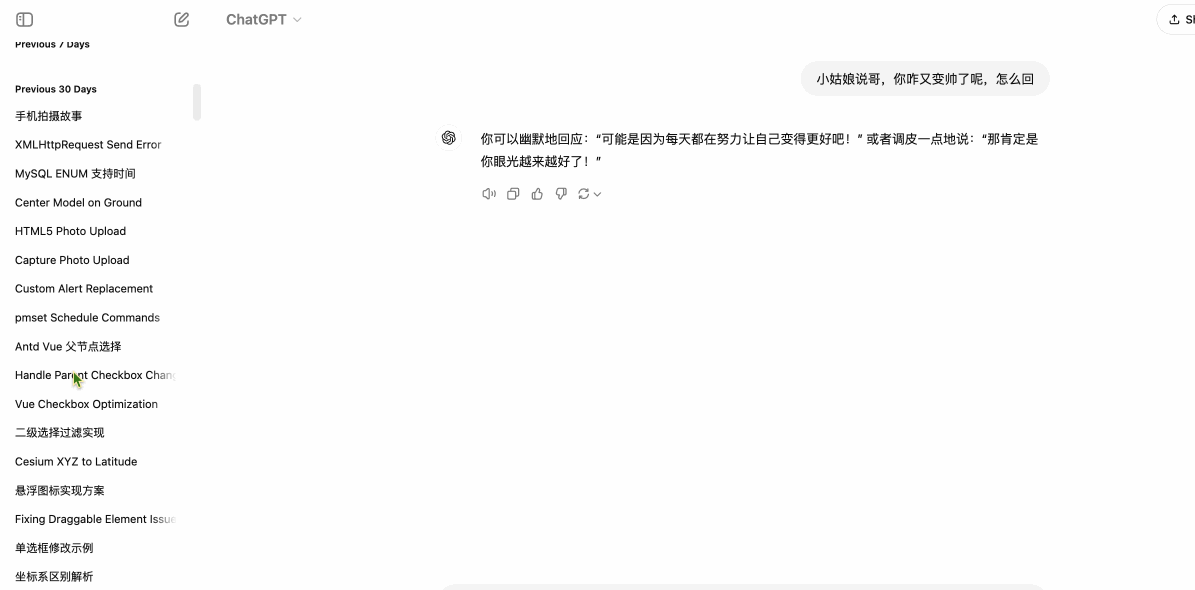 ChatGPT
Previous 7 Days
Previous 30 Days
手机拍摄故事
XMLHttpRequest Send Error
MySQL ENUM 支持时间
Center Model on Ground
HTML5 Photo Upload
Capture Photo Upload
Custom Alert Replacement
pmset Schedule Commands
Antd Vue 父节点选择
Handle Parent Checkbox Chan
Vue Checkbox Optimization
二级选择过滤实现
Cesium XYZ to Latitude
悬浮图标实现方案
Fixing Draggable Element Issue
单选框修改示例
坐标系区别解析
小姑娘说哥，你咋又变帅了呢，怎么回
你可以幽默地回应：“可能是因为每天都在努力让自己变得更好吧！” 或者调皮一点地说：“那肯定是
你眼光越来越好了！”